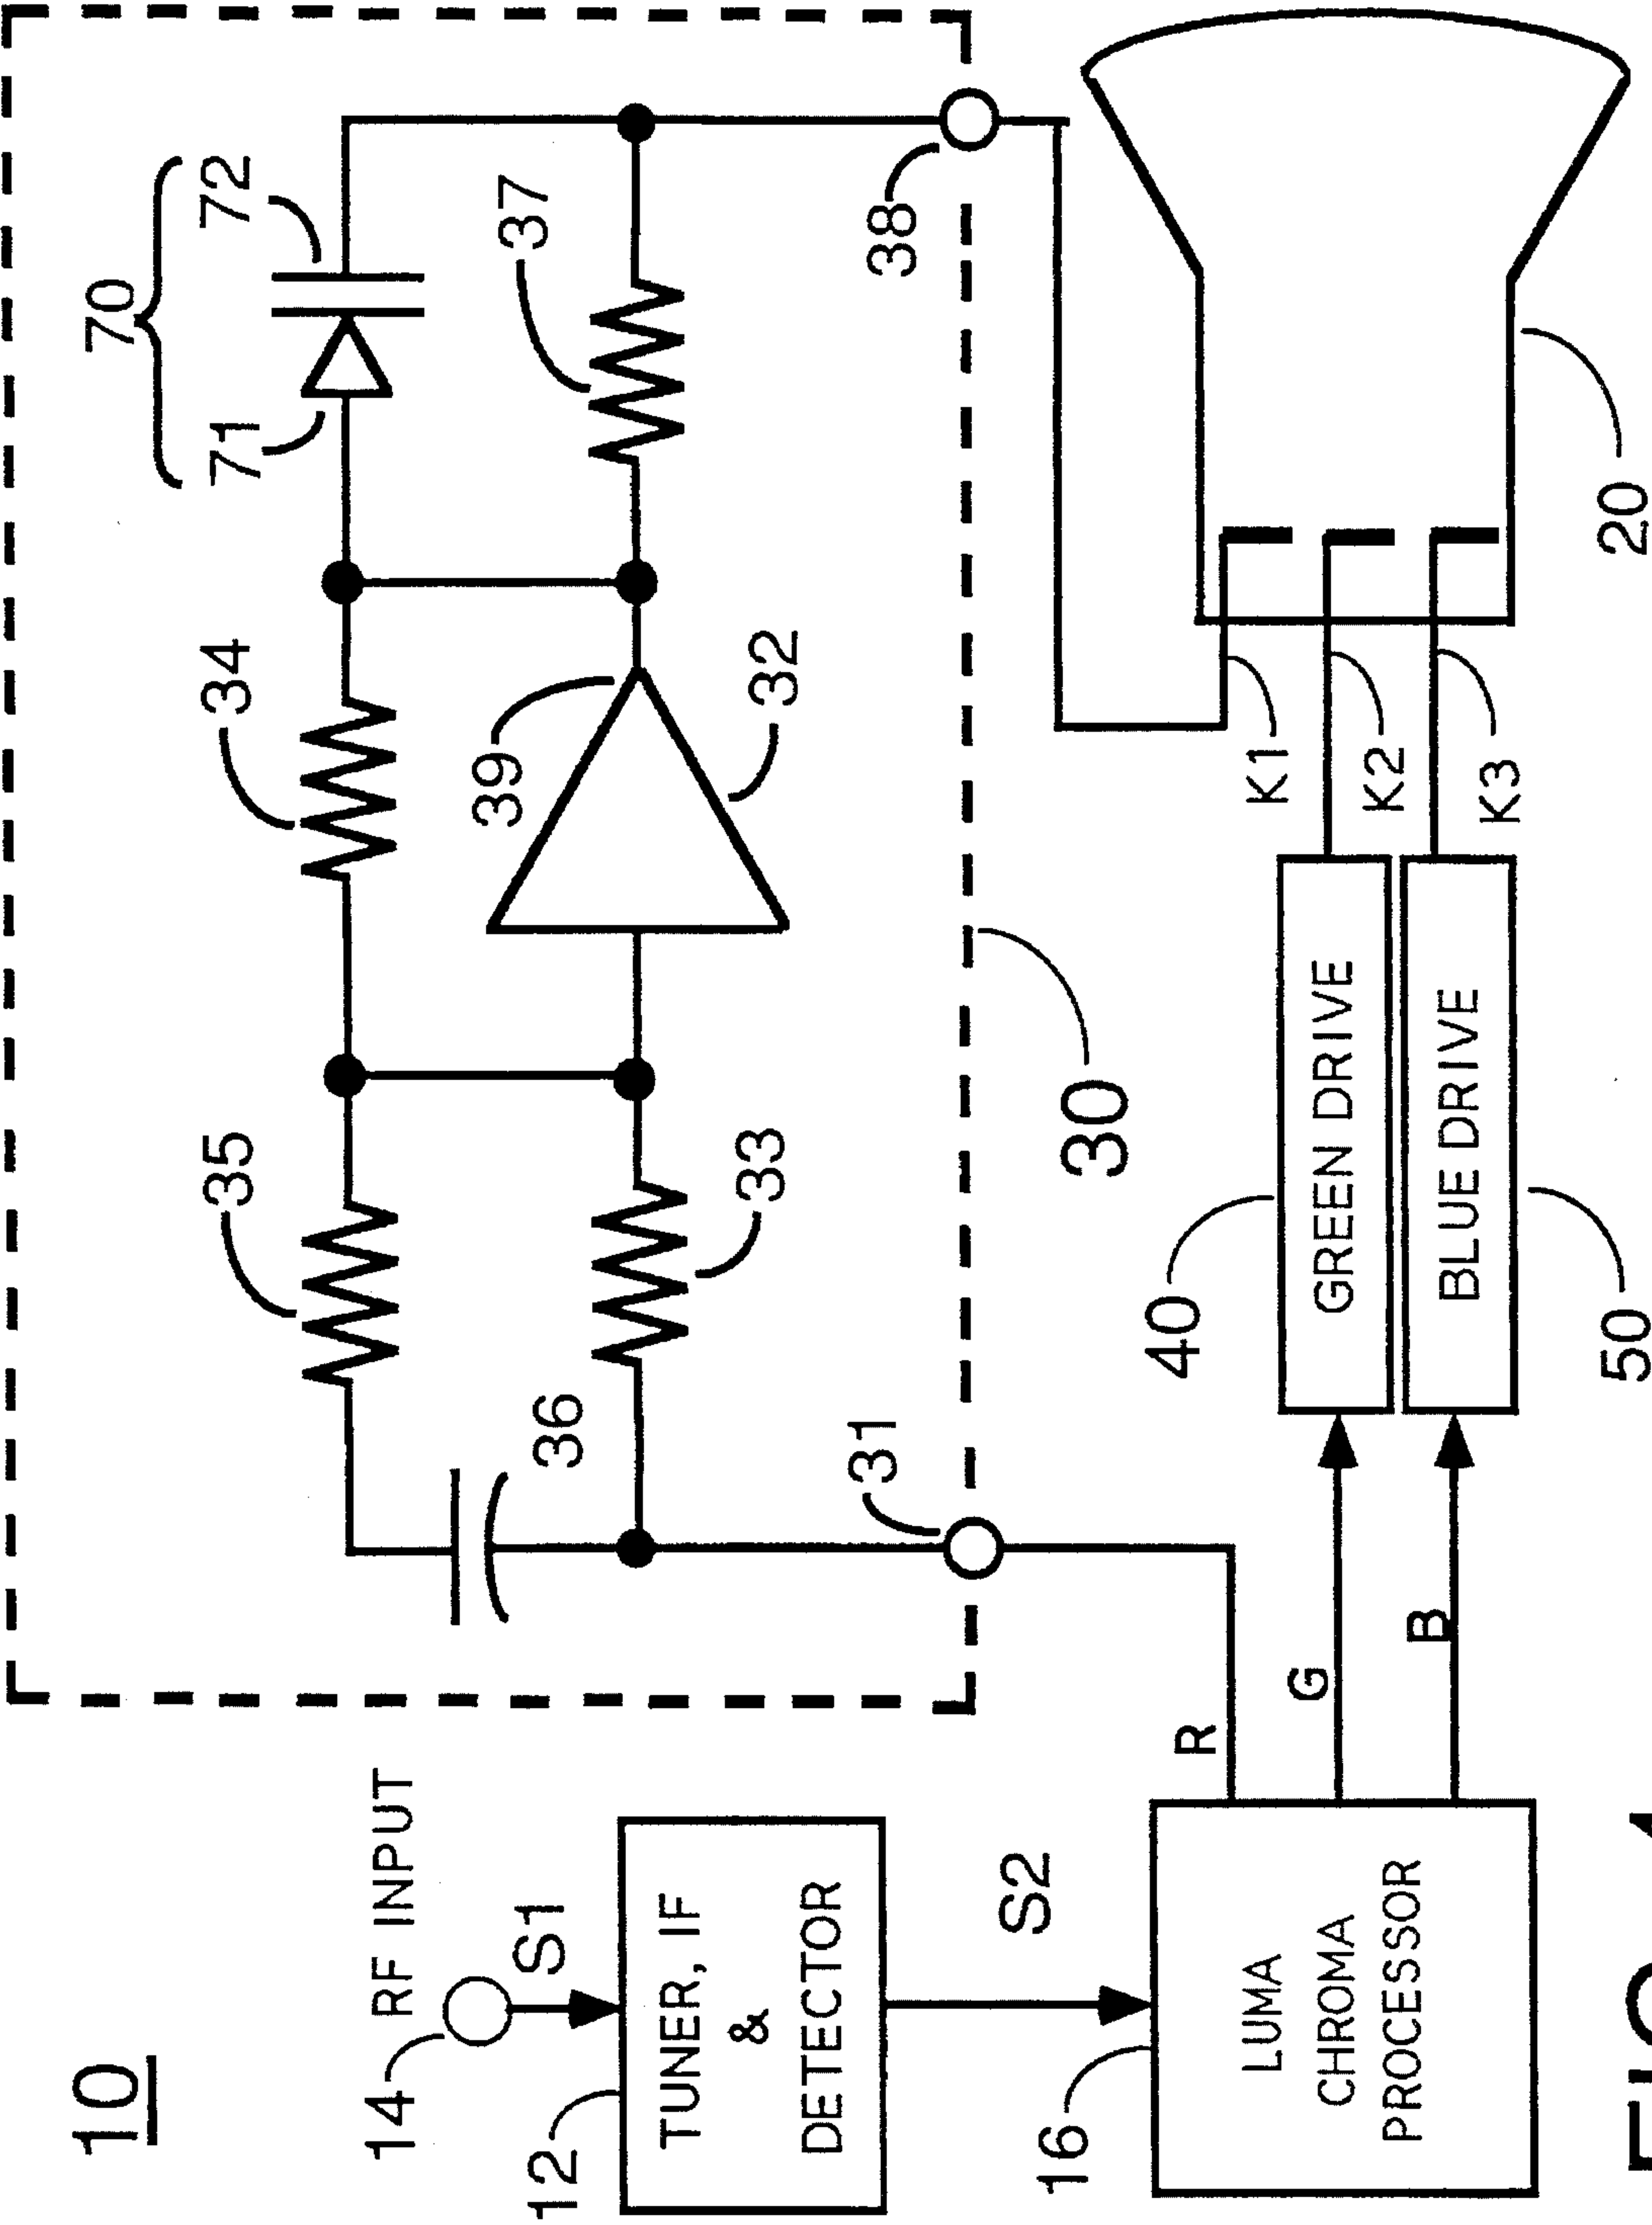 10
70
71
72
35
34
37
36
33
39
32
38
31
30
14
RF INPUT
S1
12
TUNER, IF
&
DETECTOR
S2
16
LUMA
CHROMA
PROCESSOR
R
G
B
40
GREEN DRIVE
50
BLUE DRIVE
K1
K2
K3
20